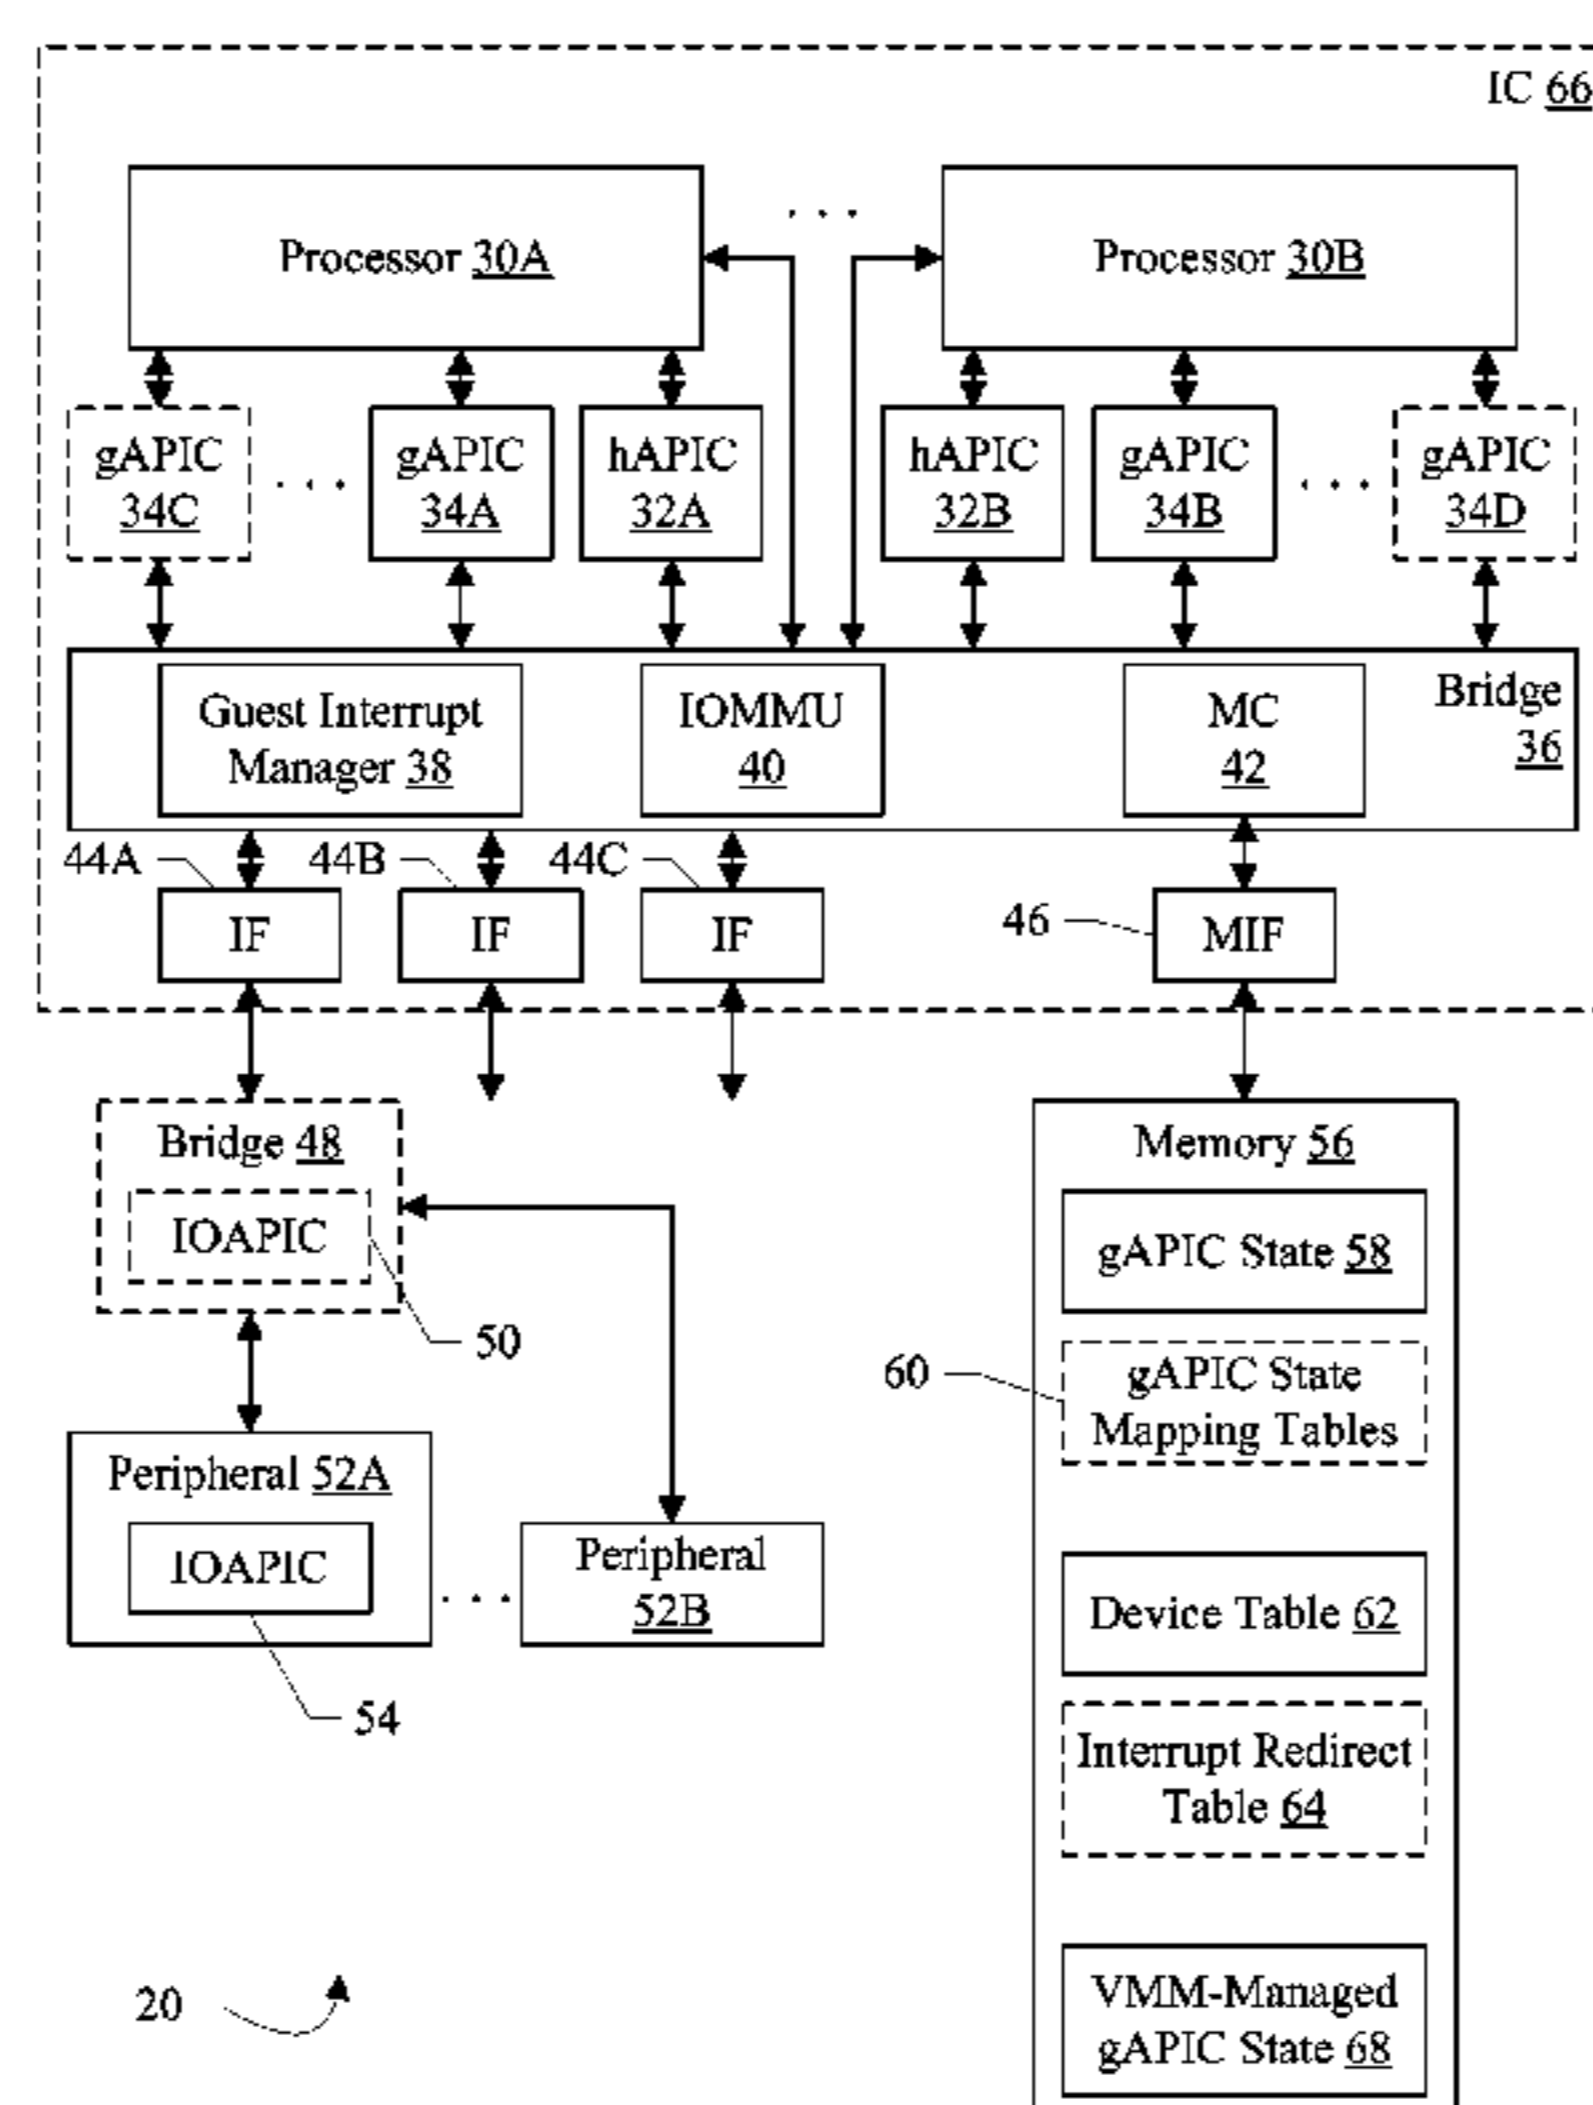 IC 66
. . .
Processor 30A
Processor 30B
gAPIC
34C
. . .
gAPIC
34A
hAPIC
32A
hAPIC
32B
gAPIC
34B
. . .
gAPIC
34D
Guest Interrupt
Manager 38
IOMMU
40
MC
42
Bridge
36
44A
44B
44C
IF
IF
IF
46
MIF
Bridge 48
IOAPIC
50
Peripheral 52A
IOAPIC
54
. . .
Peripheral
52B
Memory 56
gAPIC State 58
60
gAPIC State
Mapping Tables
Device Table 62
Interrupt Redirect
Table 64
VMM-Managed
gAPIC State 68
20